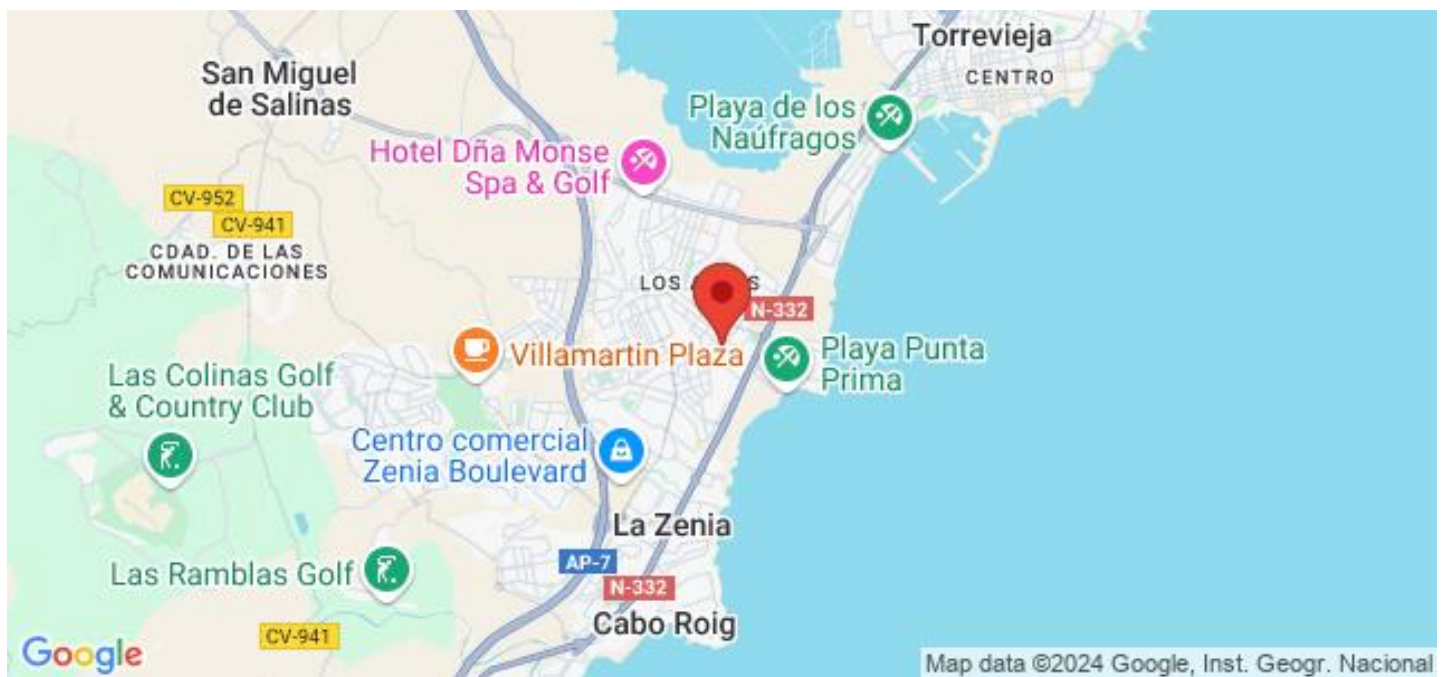 Torrevieja
CENTRO
San Miguel
de Salinas
Playa de los
Naúfragos
Hotel Dña Monse
Spa & Golf
CV-952
CV-941
CDAD. DE LAS
COMUNICACIONES
LOS
N-332
Villamartin Plaza
Playa Punta
Prima
Las Colinas Golf
& Country Club
Centro comercial
Zenia Boulevard
La Zenia
AP-7
Las Ramblas Golf
N-332
Cabo Roig
CV-941
Google
Map data ©2024 Google, Inst. Geogr. Nacional